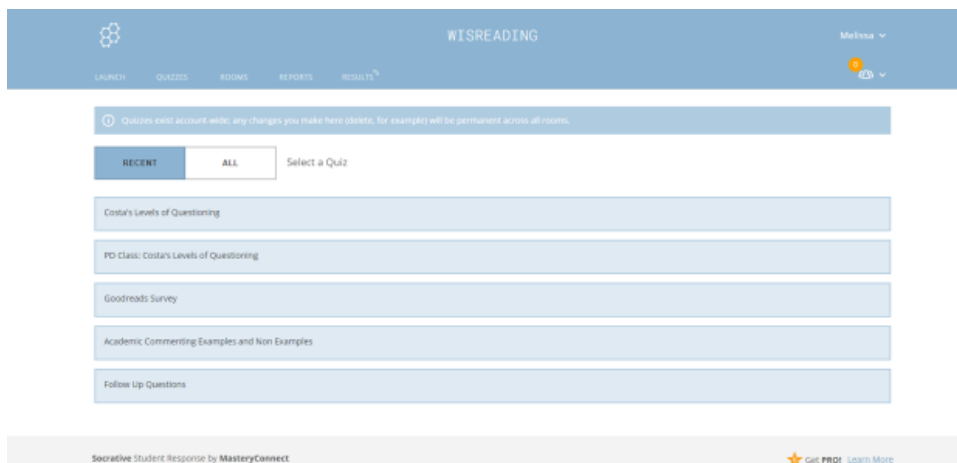 WISREADING
Melissa
LAUNCH QUIZZES ROOMS REPORTS RESULTS
0
Quizzes exist account-wide; any changes you make here (delete, for example) will be permanent across all rooms.
RECENT ALL Select a Quiz
Costa's Levels of Questioning
PD Class: Costa's Levels of Questioning
Goodreads Survey
Academic Commenting Examples and Non Examples
Follow Up Questions
Socrative Student Response by MasteryConnect Get PRO! Learn More